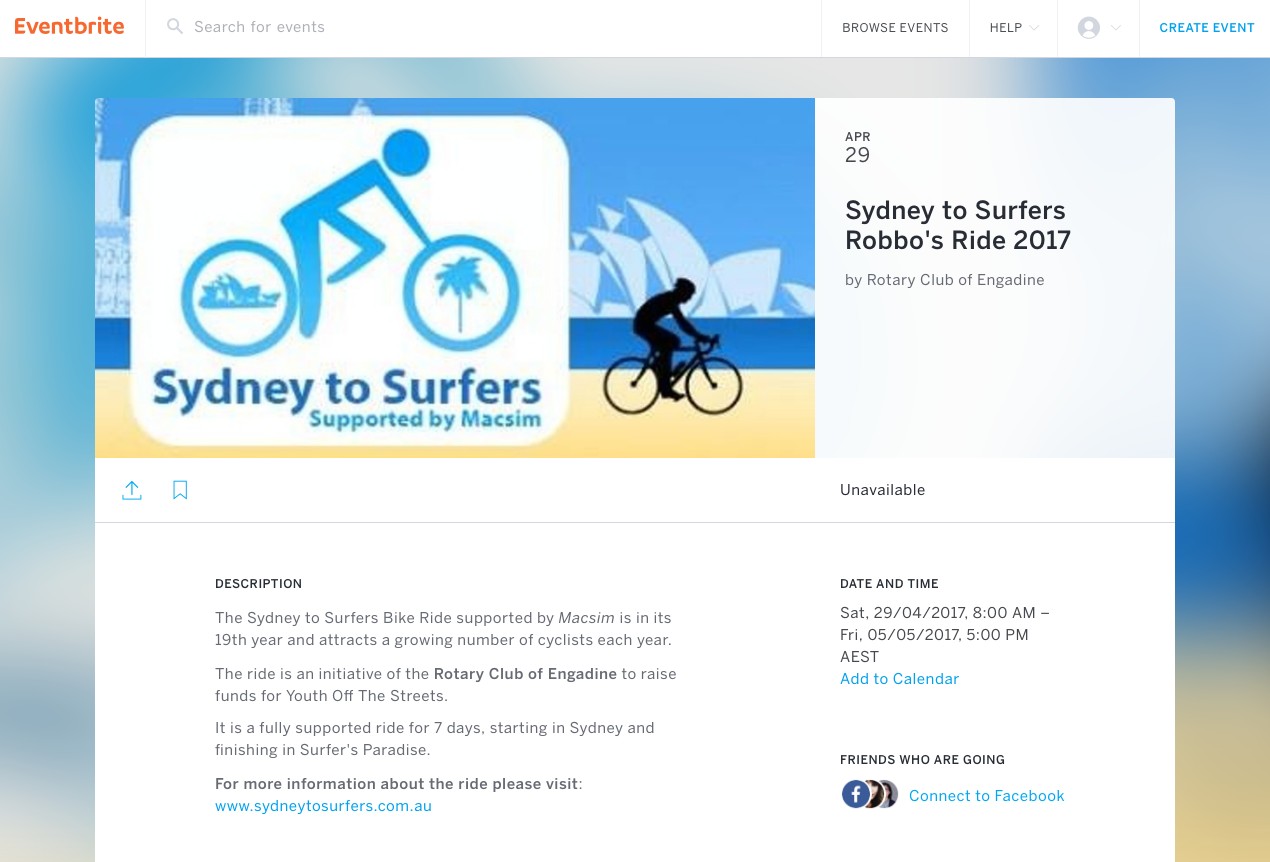 Eventbrite
Search for events
BROWSE EVENTS
HELP
CREATE EVENT
Sydney to Surfers
Supported by Macsim
APR
29
Sydney to Surfers
Robbo's Ride 2017
by Rotary Club of Engadine
Unavailable
DESCRIPTION
The Sydney to Surfers Bike Ride supported by Macsim is in its
19th year and attracts a growing number of cyclists each year.
The ride is an initiative of the Rotary Club of Engadine to raise
funds for Youth Off The Streets.
It is a fully supported ride for 7 days, starting in Sydney and
finishing in Surfer's Paradise.
For more information about the ride please visit:
www.sydneytosurfers.com.au
DATE AND TIME
Sat, 29/04/2017, 8:00 AM –
Fri, 05/05/2017, 5:00 PM
AEST
Add to Calendar
FRIENDS WHO ARE GOING
f
Connect to Facebook